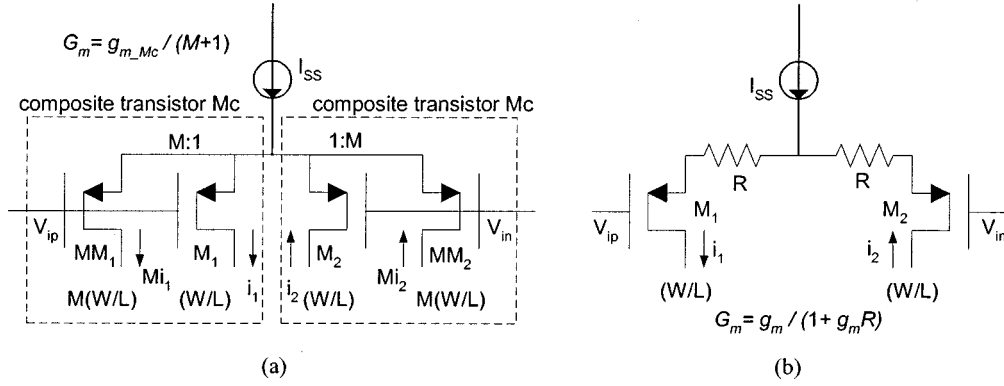 G_m = g_m_Mc / (M+1)
I_SS
composite transistor Mc
composite transistor Mc
M:1
1:M
V_ip
MM_1
Mi_1
M_1
i_1
i_2
M_2
Mi_2
MM_2
V_in
M(W/L)
(W/L)
(W/L)
M(W/L)
(a)
I_SS
R
R
V_ip
M_1
i_1
M_2
i_2
V_in
(W/L)
(W/L)
G_m = g_m / (1+ g_mR)
(b)